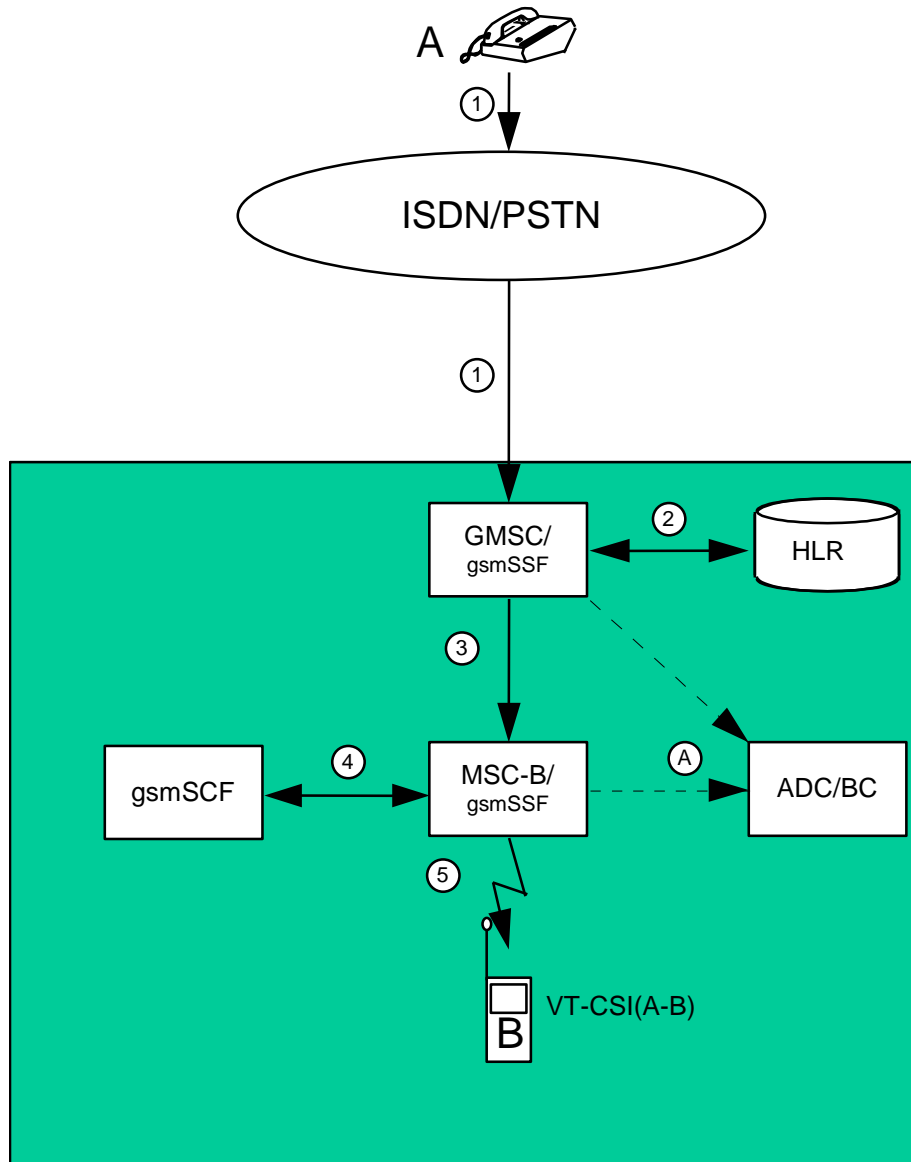 A
1
ISDN/PSTN
1
GMSC/
gsmSSF
2
HLR
3
gsmSCF
4
MSC-B/
gsmSSF
A
ADC/BC
5
B
VT-CSI(A-B)